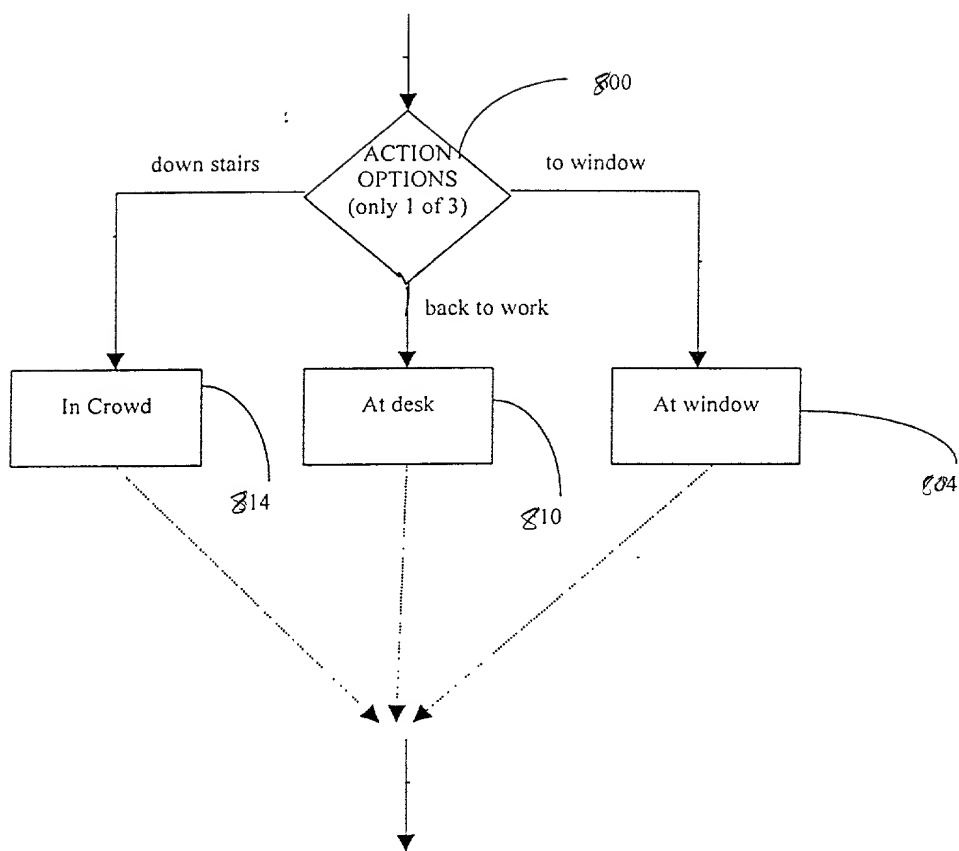 800
ACTION
OPTIONS
(only 1 of 3)
down stairs
to window
back to work
In Crowd
At desk
At window
814
810
804